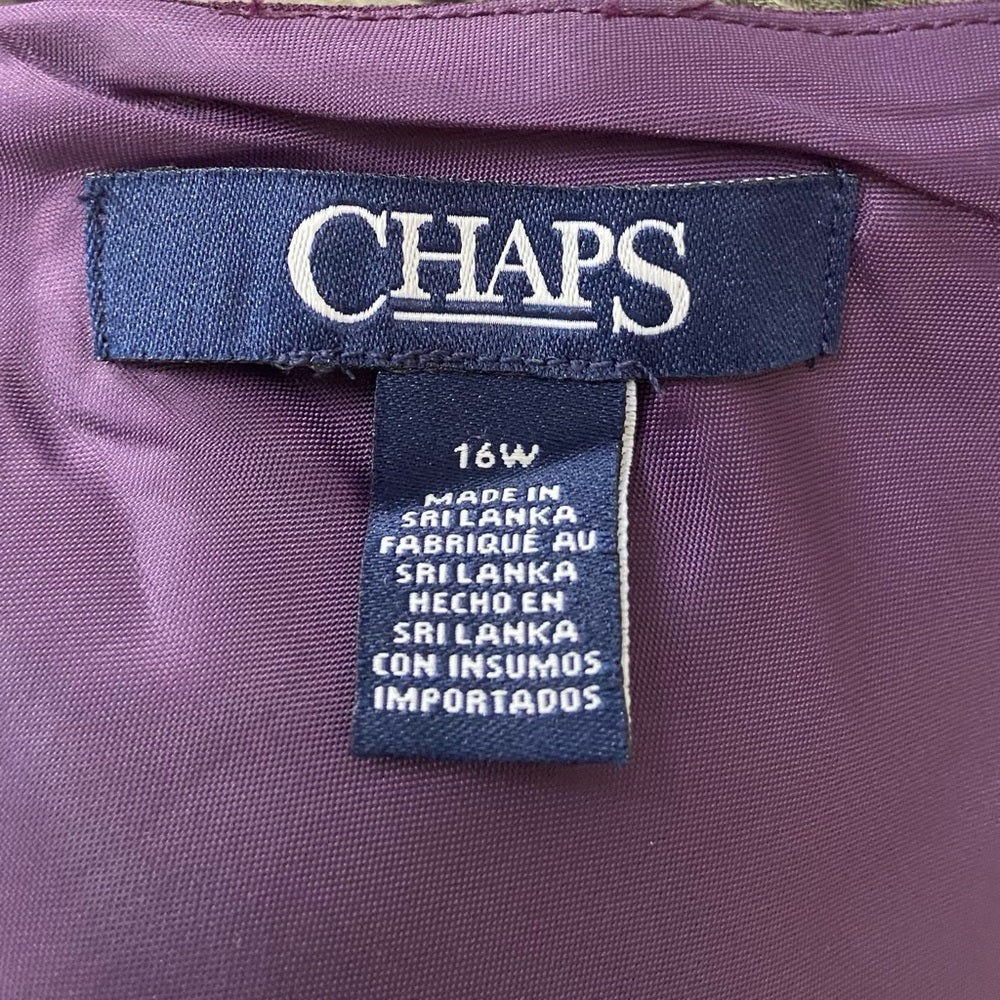 CHAPS
16W
MADE IN
SRI LANKA
FABRIQUÉ AU
SRI LANKA
HECHO EN
SRI LANKA
CON INSUMOS
IMPORTADOS